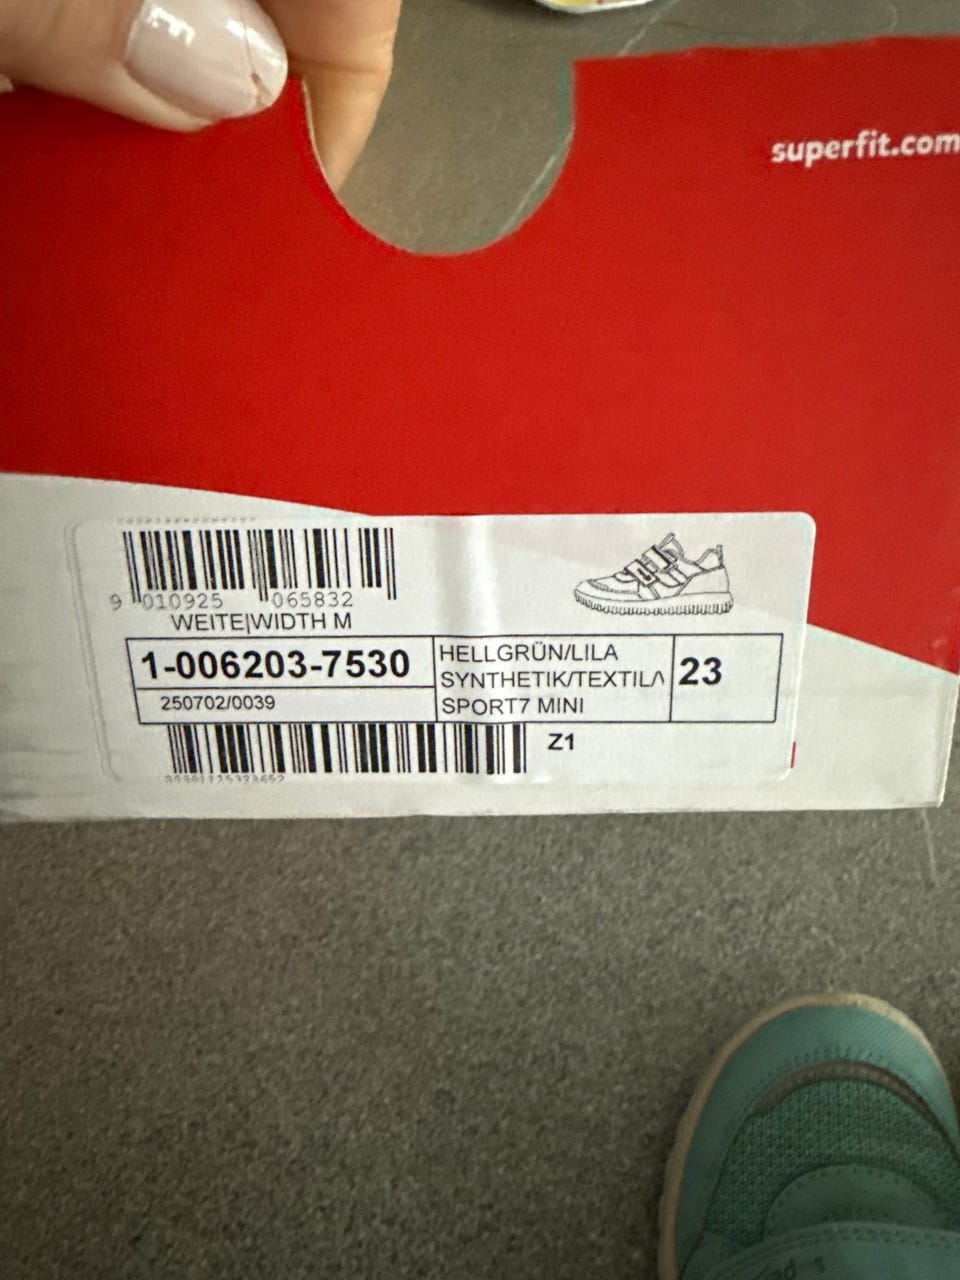 superfit.com
9 010925 065832
WEITE|WIDTH M
1-006203-7530
250702/0039
HELLGRÜN/LILA
SYNTHETIK/TEXTIL/
SPORT7 MINI
23
Z1